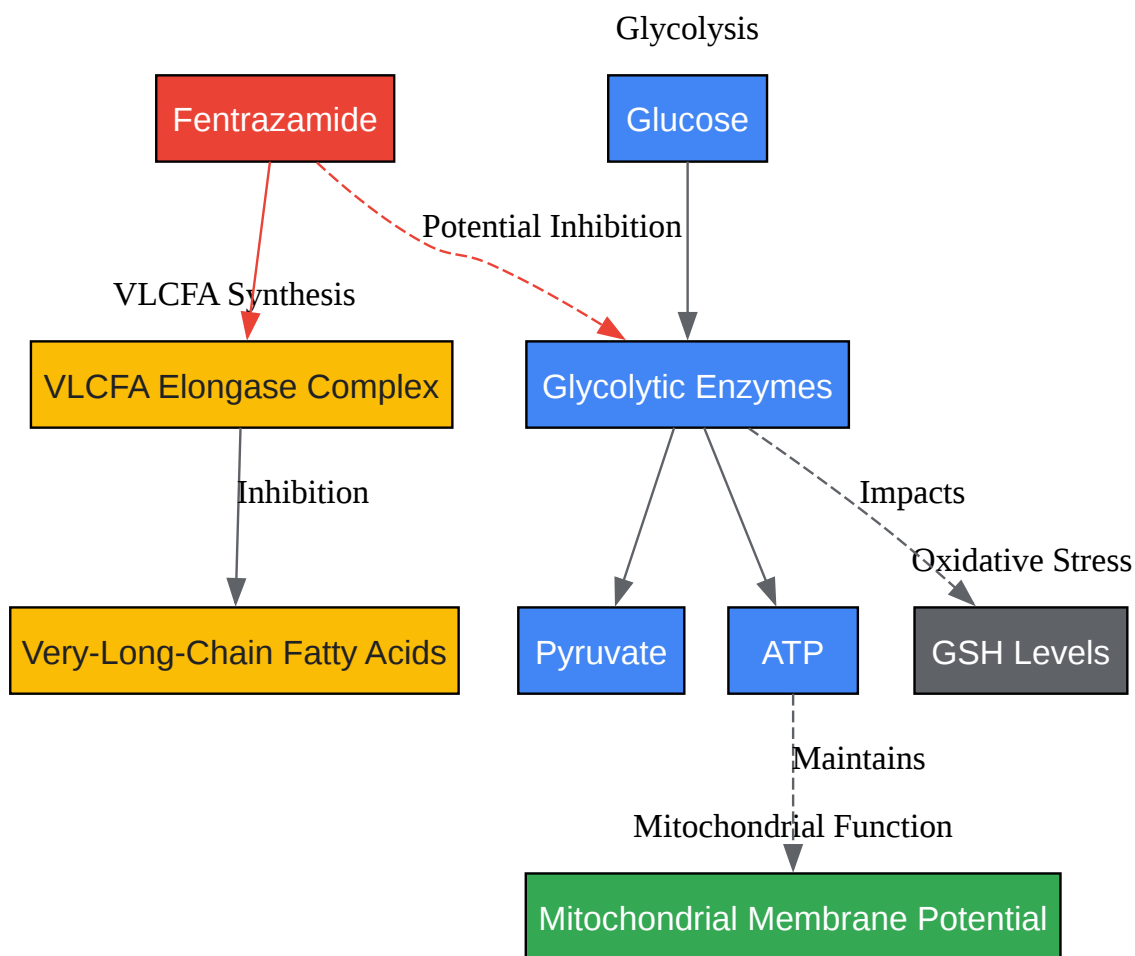 Glycolysis
Fentrazamide
Glucose
Potential Inhibition
VLCFA Synthesis
VLCFA Elongase Complex
Glycolytic Enzymes
Inhibition
Impacts
Oxidative Stress
Very-Long-Chain Fatty Acids
Pyruvate
ATP
GSH Levels
Maintains
Mitochondrial Function
Mitochondrial Membrane Potential